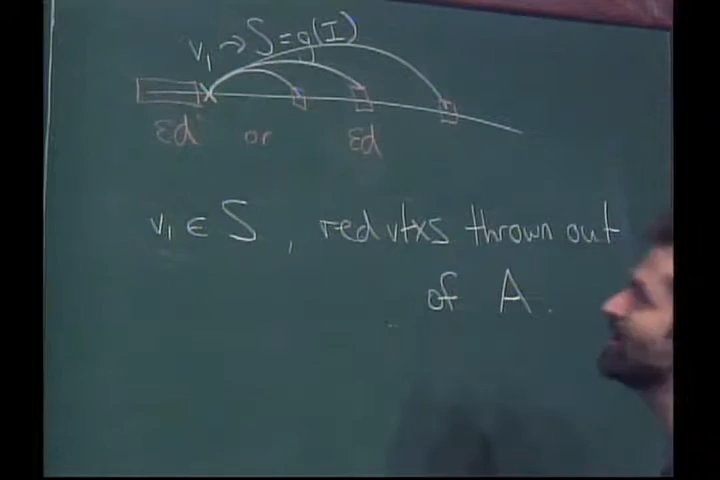 v₁ → S = g(I)
εd or εd
v₁ ∈ S, red vtxs thrown out
of A.